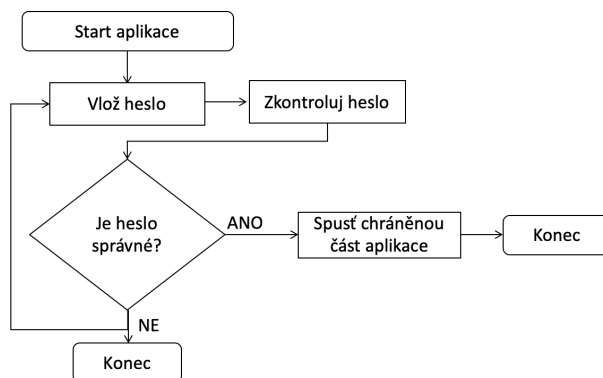 Start aplikace
Vlož heslo
Zkontroluj heslo
Je heslo
správné?
ANO
Spusť chráněnou
část aplikace
Konec
NE
Konec